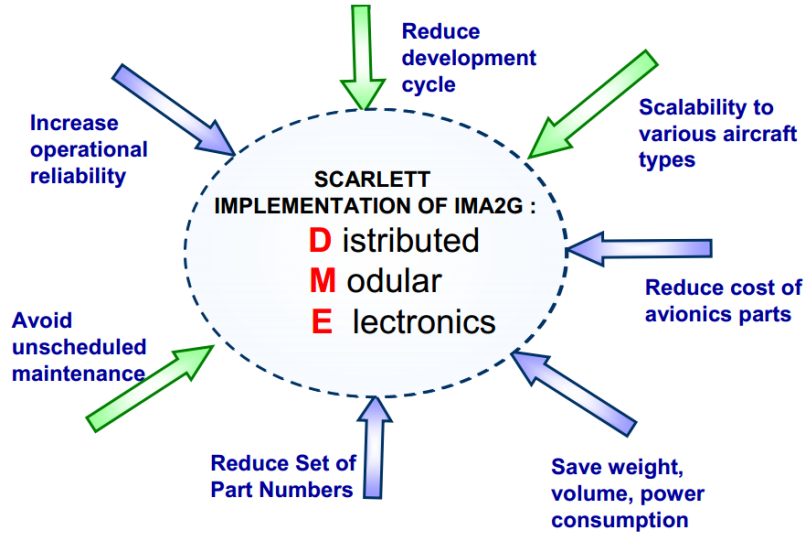 Reduce
development
cycle
Increase
operational
reliability
Scalability to
various aircraft
types
SCARLETT
IMPLEMENTATION OF IMA2G :
D istributed
M odular
E lectronics
Reduce cost of
avionics parts
Avoid
unscheduled
maintenance
Reduce Set of
Part Numbers
Save weight,
volume, power
consumption